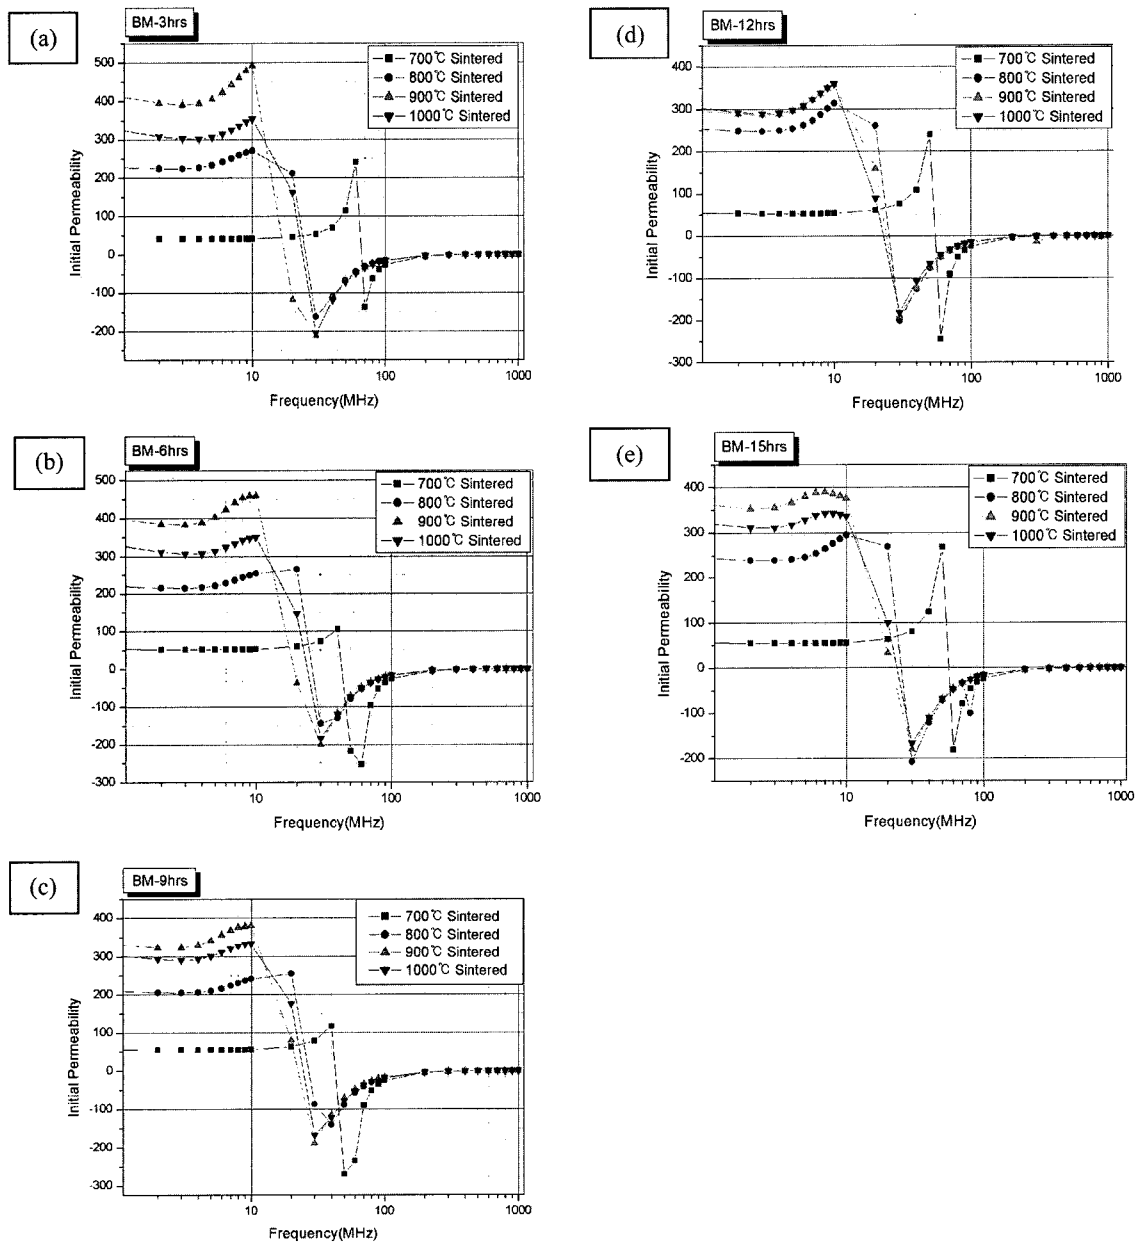 (a)
BM-3hrs
700℃ Sintered
800℃ Sintered
900℃ Sintered
1000℃ Sintered
500
400
300
200
100
0
-100
-200
Initial Permeability
10
100
1000
Frequency(MHz)
(b)
BM-6hrs
700℃ Sintered
800℃ Sintered
900℃ Sintered
1000℃ Sintered
500
400
300
200
100
0
-100
-200
-300
Initial Permeability
10
100
1000
Frequency(MHz)
(c)
BM-9hrs
700℃ Sintered
800℃ Sintered
900℃ Sintered
1000℃ Sintered
400
300
200
100
0
-100
-200
-300
Initial Permeability
10
100
1000
Frequency(MHz)
(d)
BM-12hrs
700℃ Sintered
800℃ Sintered
900℃ Sintered
1000℃ Sintered
400
300
200
100
0
-100
-200
-300
Initial Permeability
10
100
1000
Frequency(MHz)
(e)
BM-15hrs
700℃ Sintered
800℃ Sintered
900℃ Sintered
1000℃ Sintered
400
300
200
100
0
-100
-200
Initial Permeability
10
100
1000
Frequency(MHz)